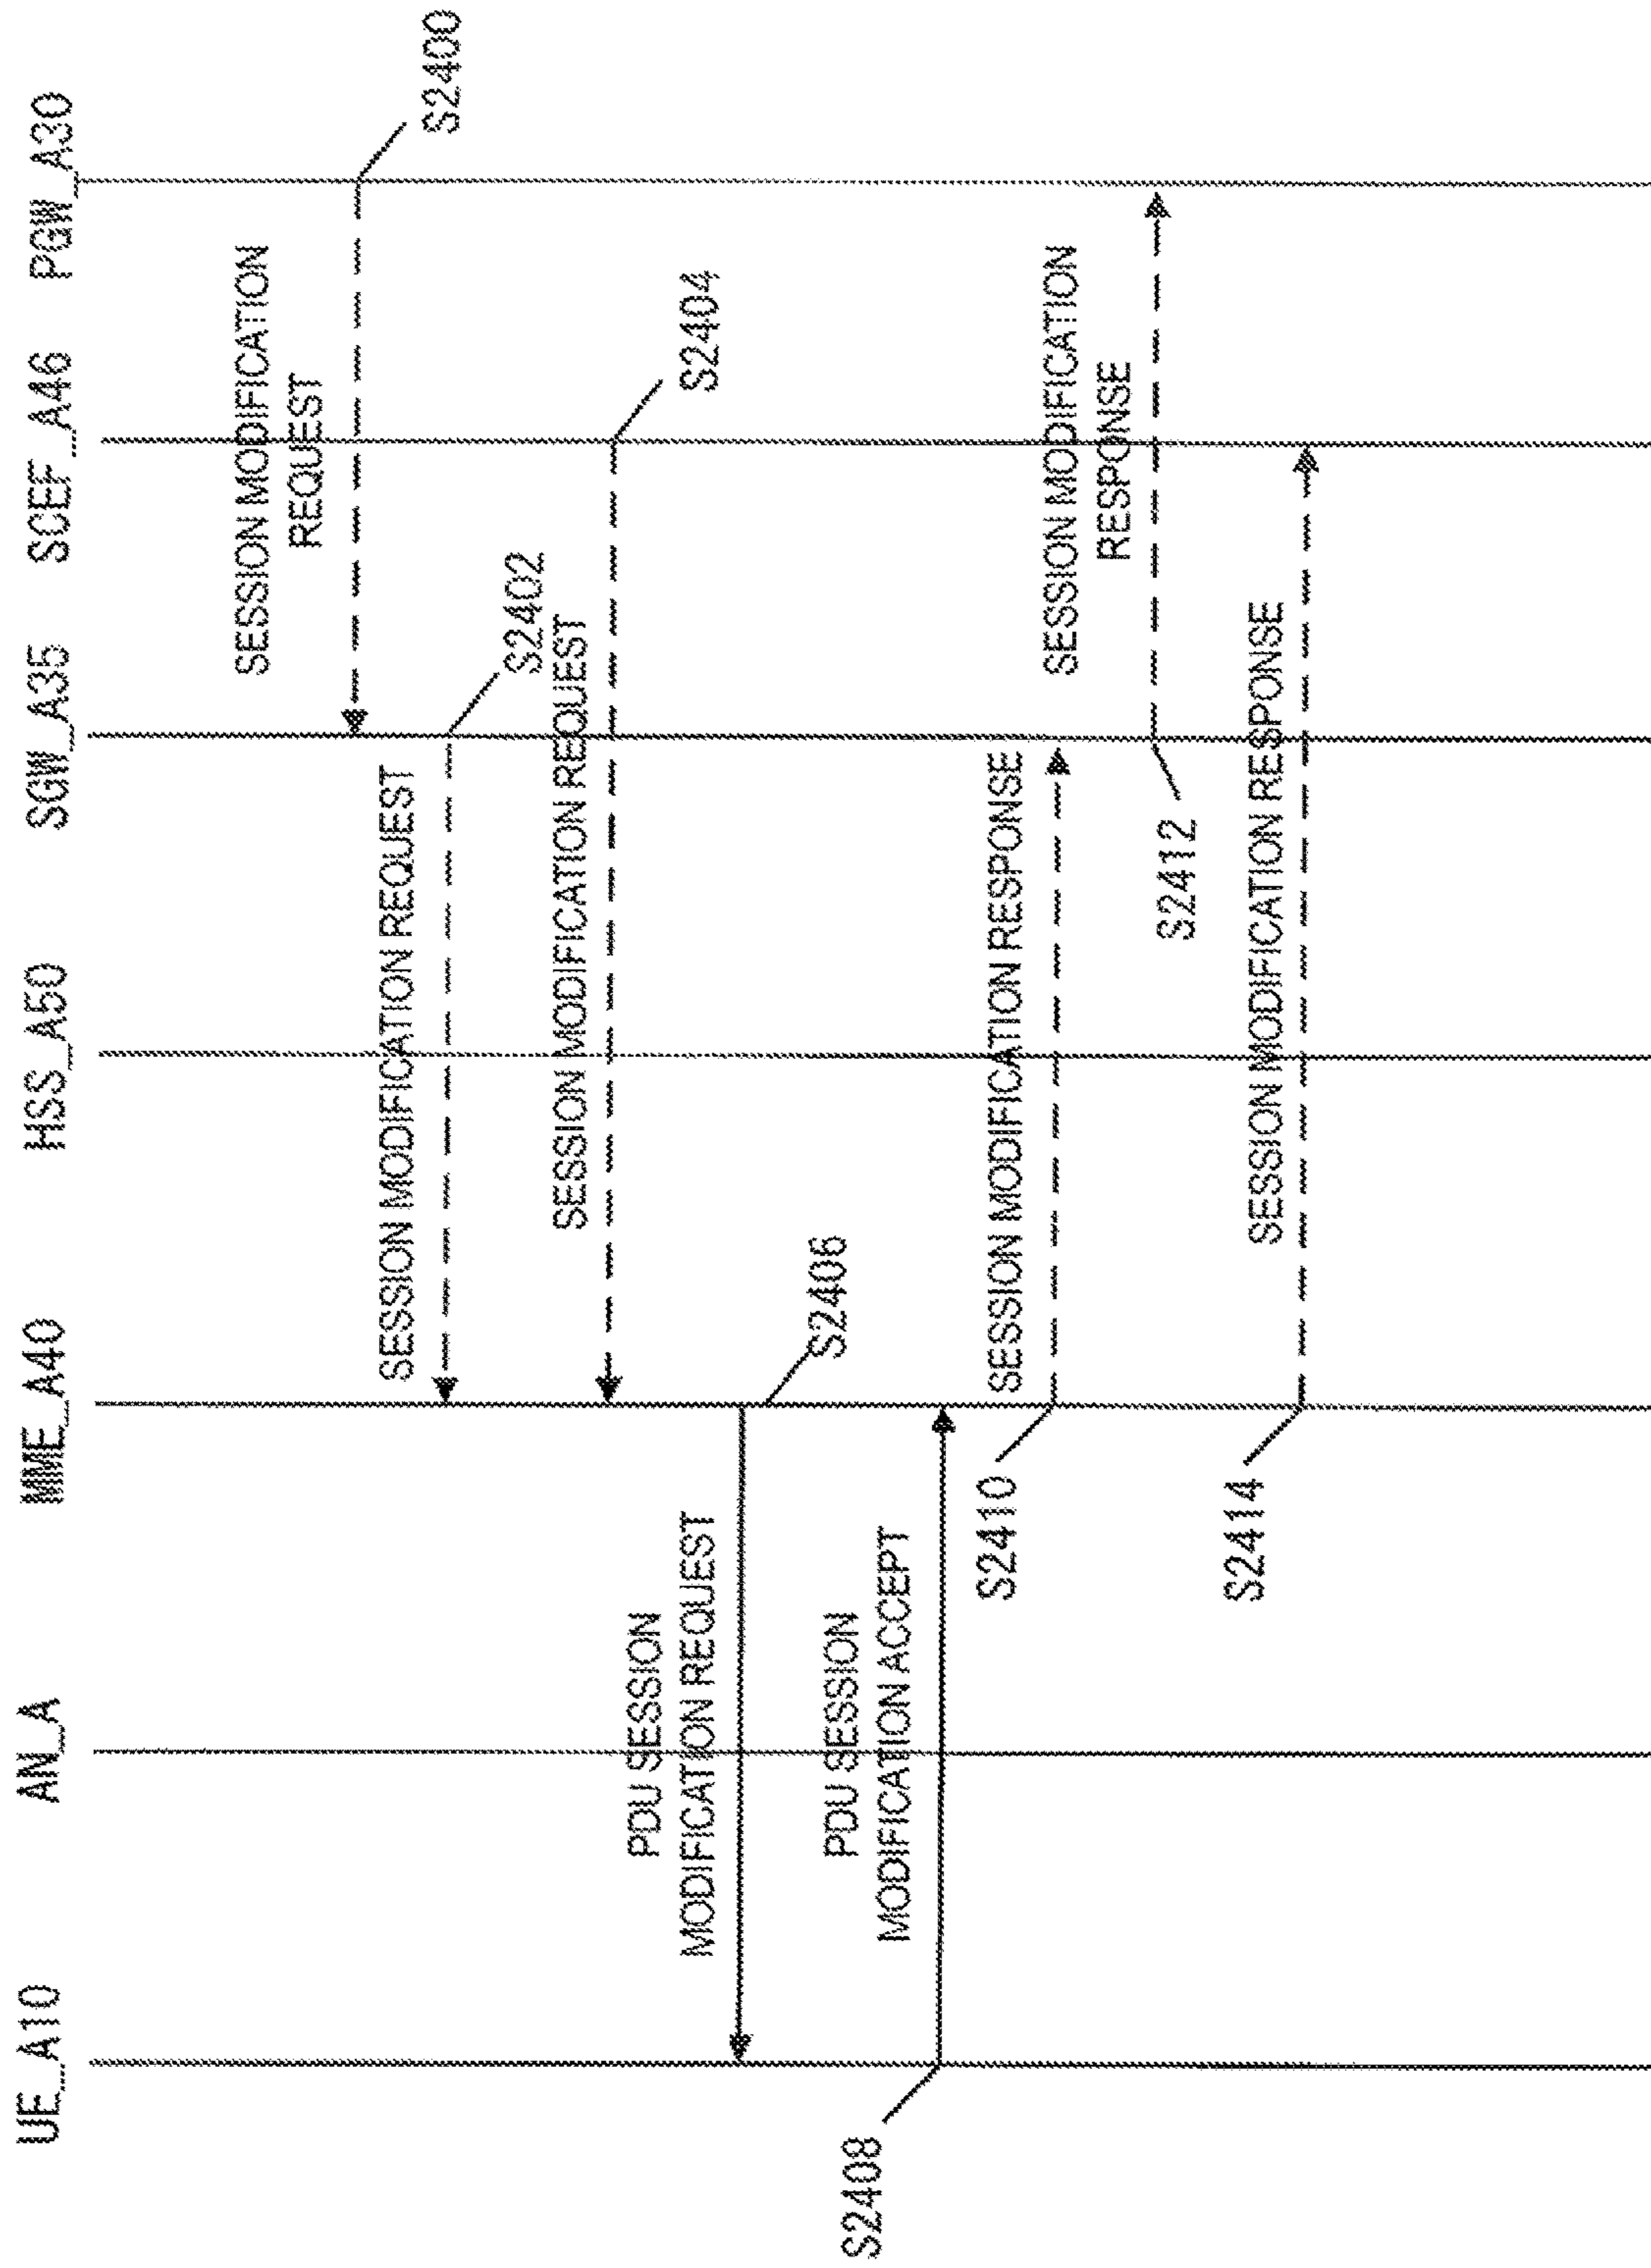 UE_A10
AN_A
MME_A40
HSS_A50
SGW_A35
SCEF_A46
PGW_A30
SESSION MODIFICATION
REQUEST
S2400
SESSION MODIFICATION REQUEST
S2402
SESSION MODIFICATION REQUEST
S2404
PDU SESSION
MODIFICATION REQUEST
S2406
PDU SESSION
MODIFICATION ACCEPT
S2408
SESSION MODIFICATION RESPONSE
S2410
SESSION MODIFICATION
RESPONSE
S2412
SESSION MODIFICATION RESPONSE
S2414